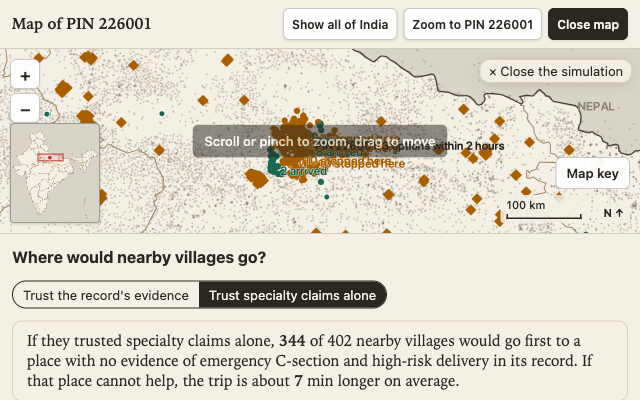 Map of PIN 226001
Show all of India
Zoom to PIN 226001
Close map
+
−
× Close the simulation
NEPAL
Scroll or pinch to zoom, drag to move
within 2 hours
stopped here
2 arrived
Map key
100 km
N ↑
Where would nearby villages go?
Trust the record's evidence
Trust specialty claims alone
If they trusted specialty claims alone, 344 of 402 nearby villages would go first to a
place with no evidence of emergency C-section and high-risk delivery in its record. If
that place cannot help, the trip is about 7 min longer on average.